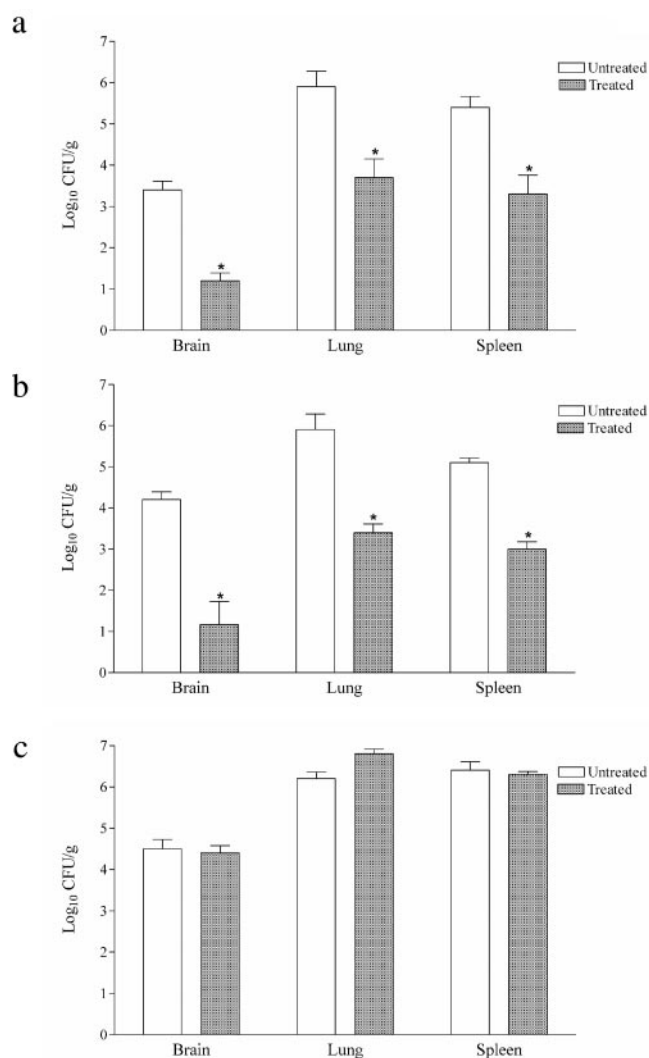 a
7
6
5
4
3
2
1
0
Log₁₀ CFU/g
Untreated
Treated
*
*
*
Brain Lung Spleen
b
7
6
5
4
3
2
1
0
Log₁₀ CFU/g
Untreated
Treated
*
*
*
Brain Lung Spleen
c
7
6
5
4
3
2
1
0
Log₁₀ CFU/g
Untreated
Treated
Brain Lung Spleen